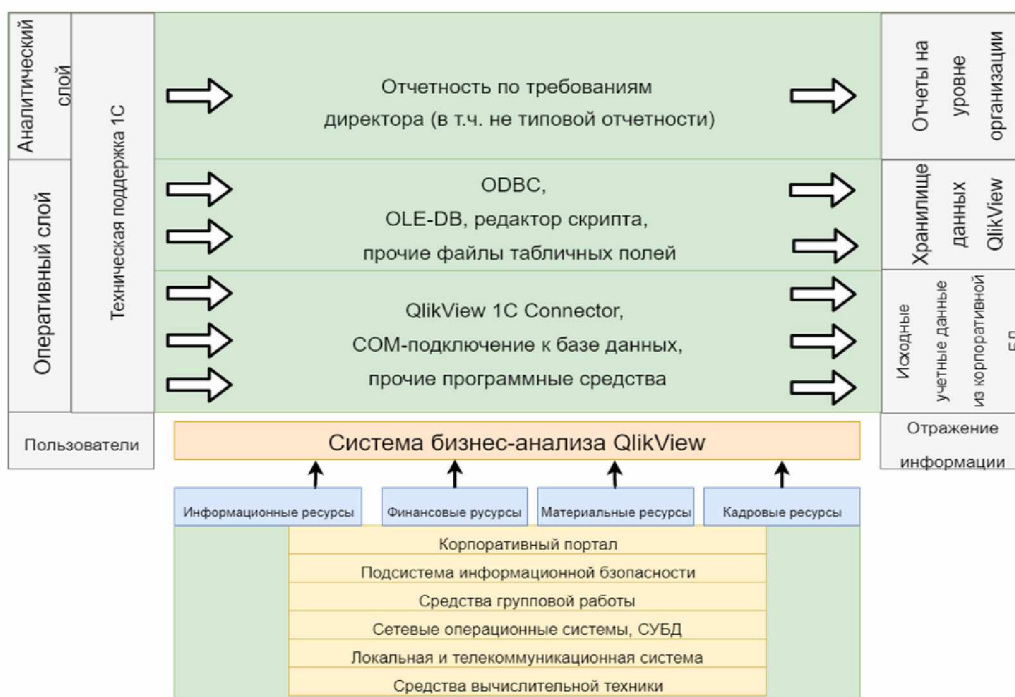 Аналитический
слой
Оперативный слой
Техническая поддержка 1С
Отчетность по требованиям
директора (в т.ч. не типовой отчетности)
Отчеты на
уровне
организации
ODBC,
OLE-DB, редактор скрипта,
прочие файлы табличных полей
Хранилище
данных
QlikView
QlikView 1C Connector,
COM-подключение к базе данных,
прочие программные средства
Исходные
учетные данные
из корпоративной
Пользователи
Система бизнес-анализа QlikView
Отражение
информации
Информационные ресурсы
Финансовые русурсы
Материальные ресурсы
Кадровые ресурсы
Корпоративный портал
Подсистема информационной бзопасности
Средства групповой работы
Сетевые операционные системы, СУБД
Локальная и телекоммуникационная система
Средства вычислительной техники